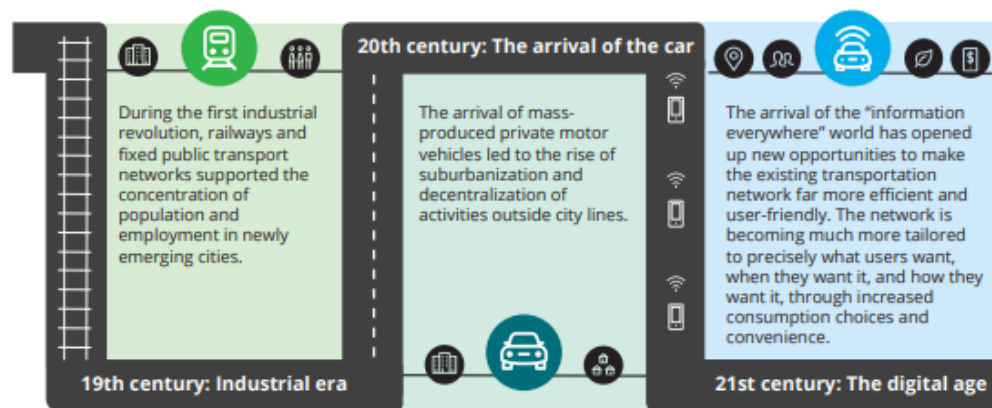 During the first industrial
revolution, railways and
fixed public transport
networks supported the
concentration of
population and
employment in newly
emerging cities.
19th century: Industrial era
20th century: The arrival of the car
The arrival of mass-
produced private motor
vehicles led to the rise of
suburbanization and
decentralization of
activities outside city lines.
$
The arrival of the “information
everywhere” world has opened
up new opportunities to make
the existing transportation
network far more efficient and
user-friendly. The network is
becoming much more tailored
to precisely what users want,
when they want it, and how they
want it, through increased
consumption choices and
convenience.
21st century: The digital age